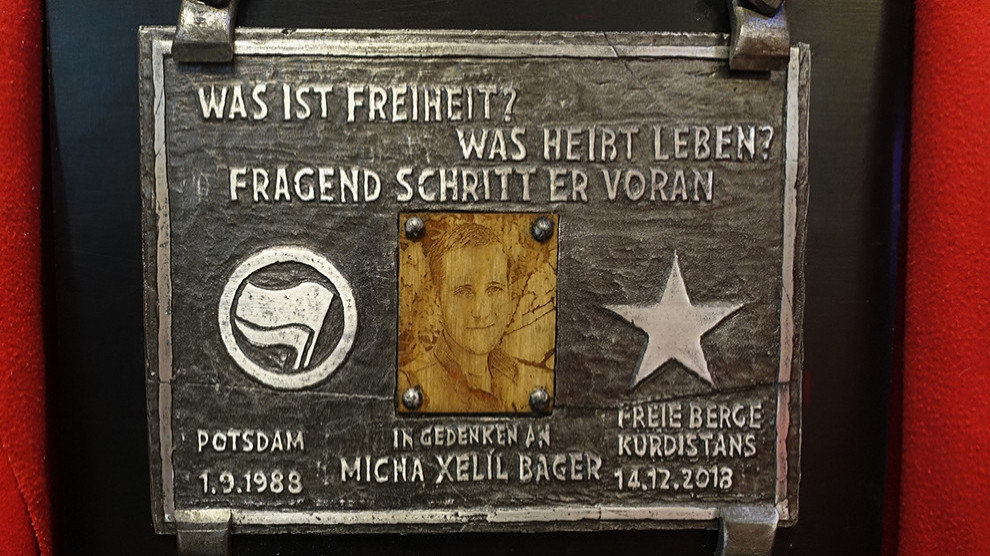 WAS IST FREIHEIT?
WAS HEIßT LEBEN?
FRAGEND SCHRITT ER VORAN
POTSDAM
1.9.1988
IN GEDENKEN AN
MICHA XELÎL BAGER
FREIE BERGE
KURDISTANS
14.12.2018